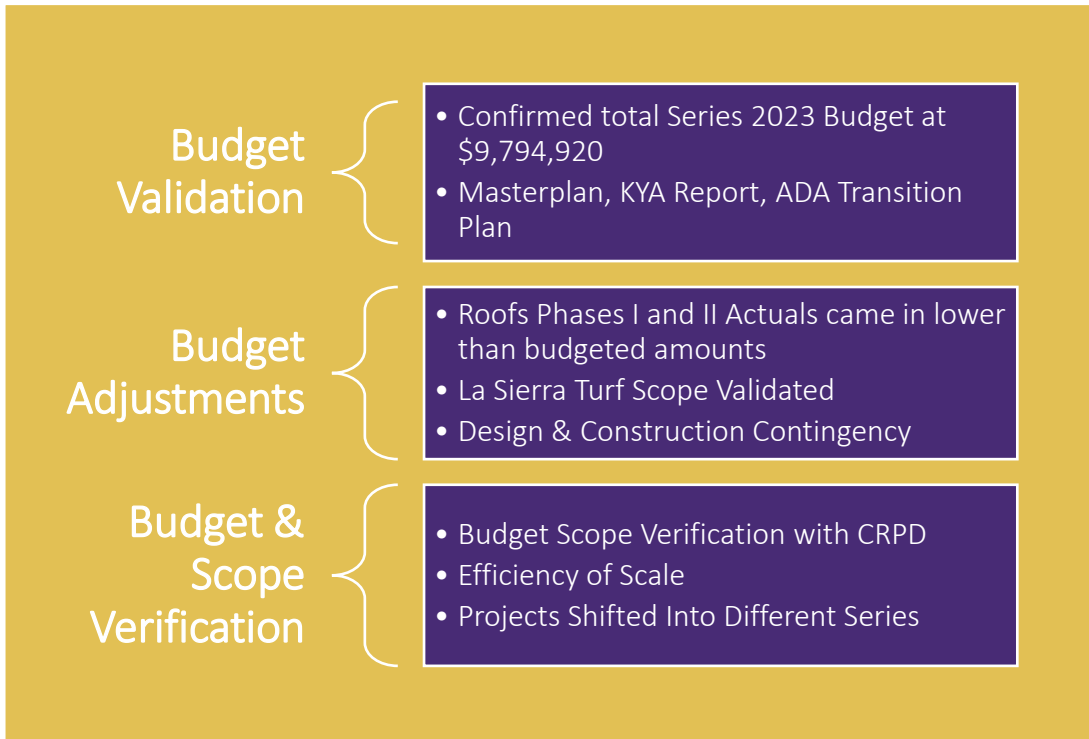 Budget
Validation
• Confirmed total Series 2023 Budget at
$9,794,920
• Masterplan, KYA Report, ADA Transition
Plan
Budget
Adjustments
• Roofs Phases I and II Actuals came in lower
than budgeted amounts
• La Sierra Turf Scope Validated
• Design & Construction Contingency
Budget &
Scope
Verification
• Budget Scope Verification with CRPD
• Efficiency of Scale
• Projects Shifted Into Different Series